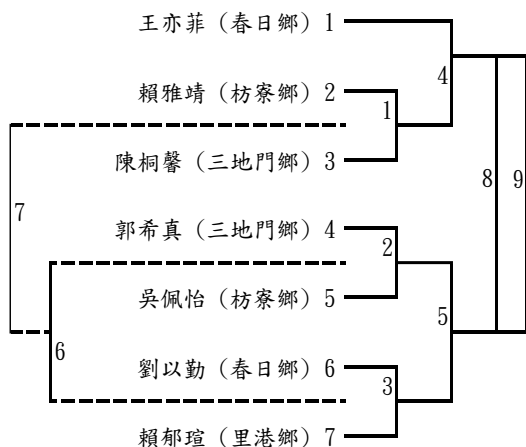 王亦菲（春日鄉）1
4
賴雅靖（枋寮鄉）2
1
陳桐馨（三地門鄉）3
8
9
7
郭希真（三地門鄉）4
2
吳佩怡（枋寮鄉）5
5
6
劉以勤（春日鄉）6
3
賴郁瑄（里港鄉）7